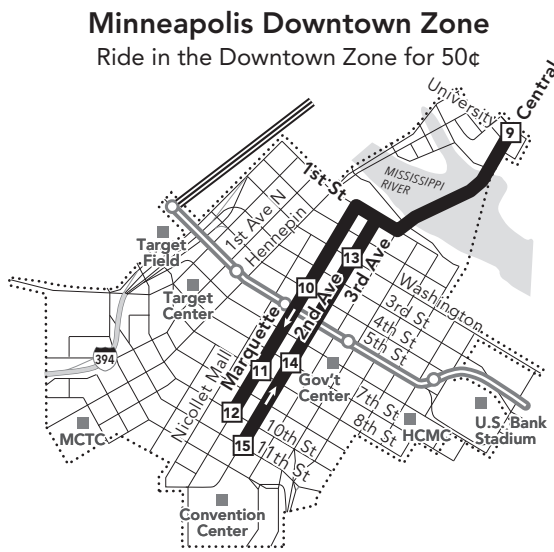 Minneapolis Downtown Zone
Ride in the Downtown Zone for 50¢
University
Central
9
MISSISSIPPI
RIVER
1st St
1st Ave N
Hennepin
Target
Field
13
3rd Ave
Target
Center
10
2nd Ave
Washington
3rd St
4th St
5th St
Marquette
394
Nicollet Mall
11
14
Gov't
Center
7th St
8th St
12
MCTC
HCMC
U.S. Bank
Stadium
15
10th St
11th St
Convention
Center